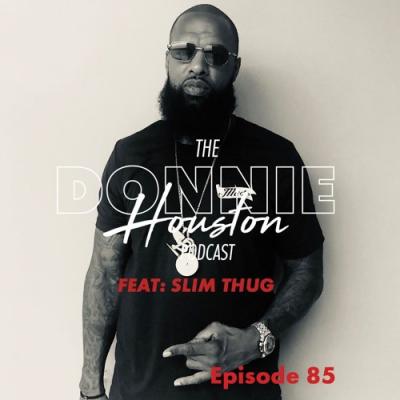 THE
DONNIE
Houston
PODCAST
FEAT: SLIM THUG
Episode 85